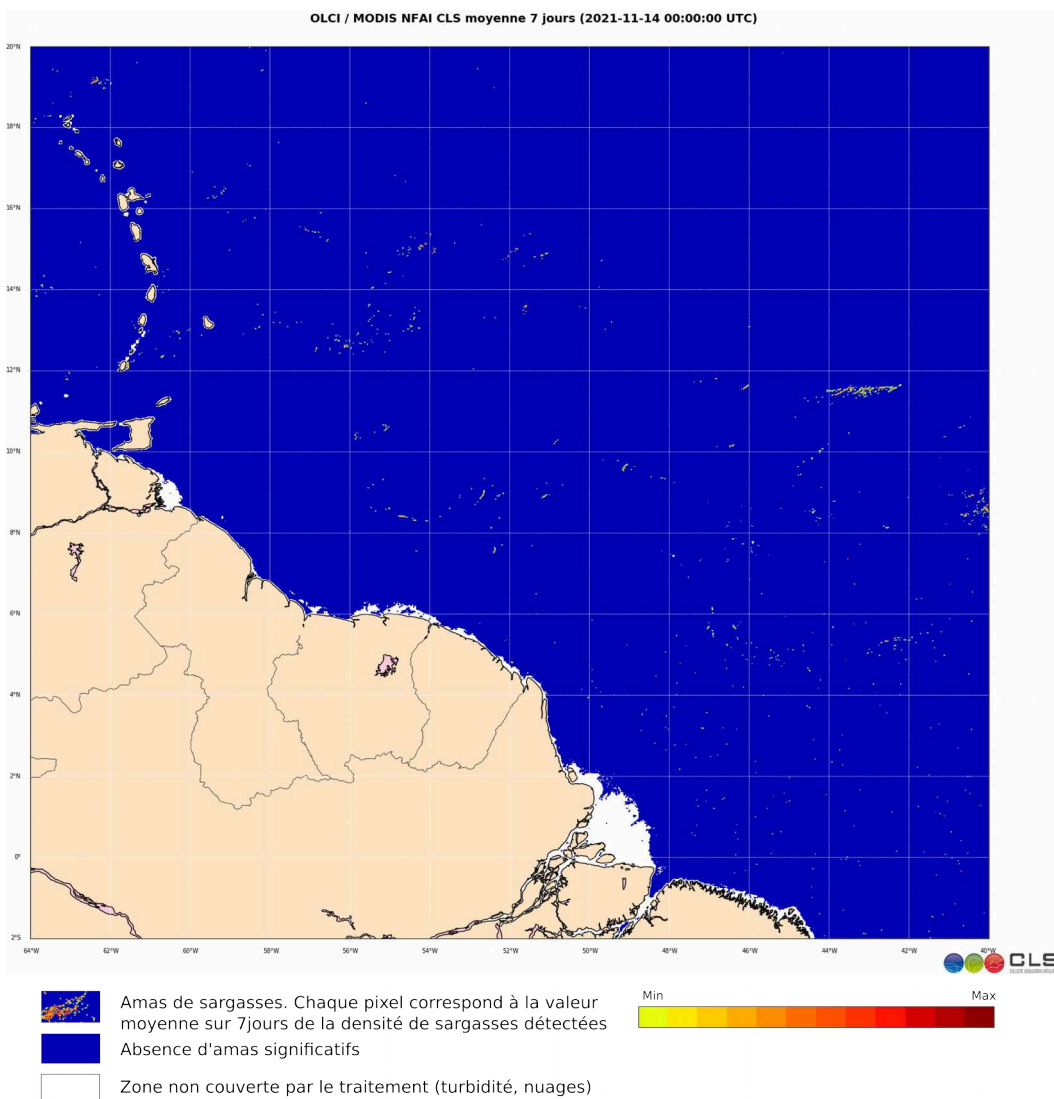 OLCI / MODIS NFAI CLS moyenne 7 jours (2021-11-14 00:00:00 UTC)
20°N
18°N
16°N
14°N
12°N
10°N
8°N
6°N
4°N
2°N
0°
2°S
64°W 62°W 60°W 58°W 56°W 54°W 52°W 50°W 48°W 46°W 44°W 42°W 40°W
CLS
Amas de sargasses. Chaque pixel correspond à la valeur
moyenne sur 7jours de la densité de sargasses détectées
Min Max
Absence d'amas significatifs
Zone non couverte par le traitement (turbidité, nuages)